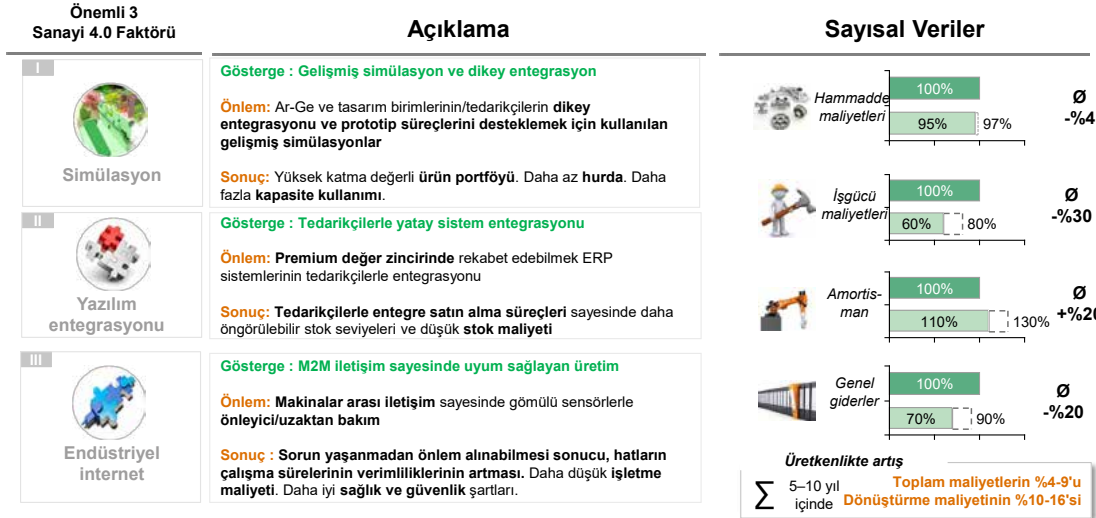 Önemli 3
Sanayi 4.0 Faktörü
Açıklama
Sayısal Veriler
I
Simülasyon
Gösterge : Gelişmiş simülasyon ve dikey entegrasyon
Önlem: Ar-Ge ve tasarım birimlerinin/tedarikçilerin dikey
entegrasyonu ve prototip süreçlerini desteklemek için kullanılan
gelişmiş simülasyonlar
Sonuç: Yüksek katma değerli ürün portföyü. Daha az hurda. Daha
fazla kapasite kullanımı.
II
Yazılım
entegrasyonu
Gösterge : Tedarikçilerle yatay sistem entegrasyonu
Önlem: Premium değer zincirinde rekabet edebilmek ERP
sistemlerinin tedarikçilerle entegrasyonu
Sonuç: Tedarikçilerle entegre satın alma süreçleri sayesinde daha
öngörülebilir stok seviyeleri ve düşük stok maliyeti
III
Endüstriyel
internet
Gösterge : M2M iletişim sayesinde uyum sağlayan üretim
Önlem: Makinalar arası iletişim sayesinde gömülü sensörlerle
önleyici/uzaktan bakım
Sonuç : Sorun yaşanmadan önlem alınabilmesi sonucu, hatların
çalışma sürelerinin verimliliklerinin artması. Daha düşük işletme
maliyeti. Daha iyi sağlık ve güvenlik şartları.
Hammadde
maliyetleri
100%
95% 97%
Ø
-%4
İşgücü
maliyetleri
100%
60% 80%
Ø
-%30
Amortis-
man
100%
110% 130%
Ø
+%20
Genel
giderler
100%
70% 90%
Ø
-%20
Üretkenlikte artış
∑ 5–10 yıl
içinde
Toplam maliyetlerin %4-9'u
Dönüştürme maliyetinin %10-16'si